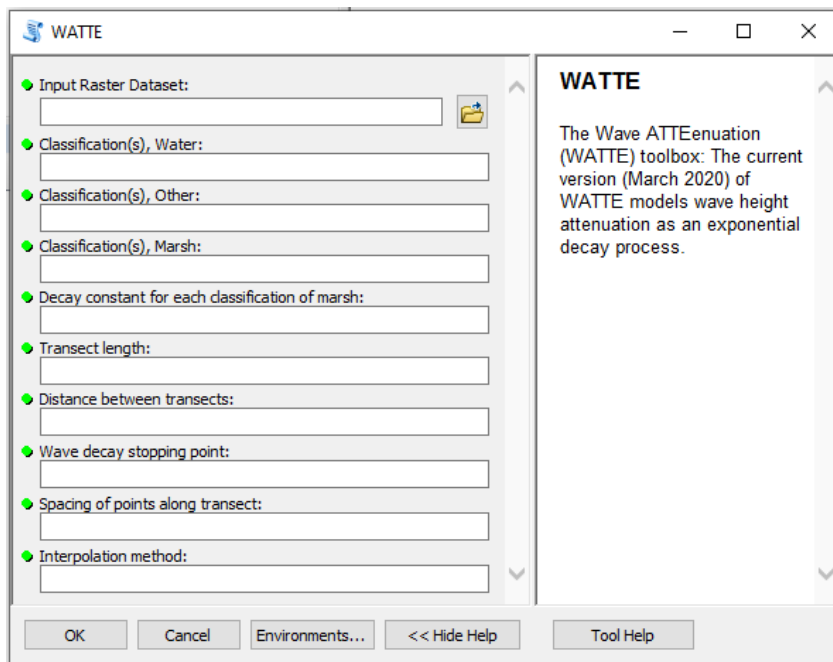 WATTE
Input Raster Dataset:
Classification(s), Water:
Classification(s), Other:
Classification(s), Marsh:
Decay constant for each classification of marsh:
Transect length:
Distance between transects:
Wave decay stopping point:
Spacing of points along transect:
Interpolation method:
WATTE
The Wave ATTEenuation
(WATTE) toolbox: The current
version (March 2020) of
WATTE models wave height
attenuation as an exponential
decay process.
OK
Cancel
Environments...
<< Hide Help
Tool Help